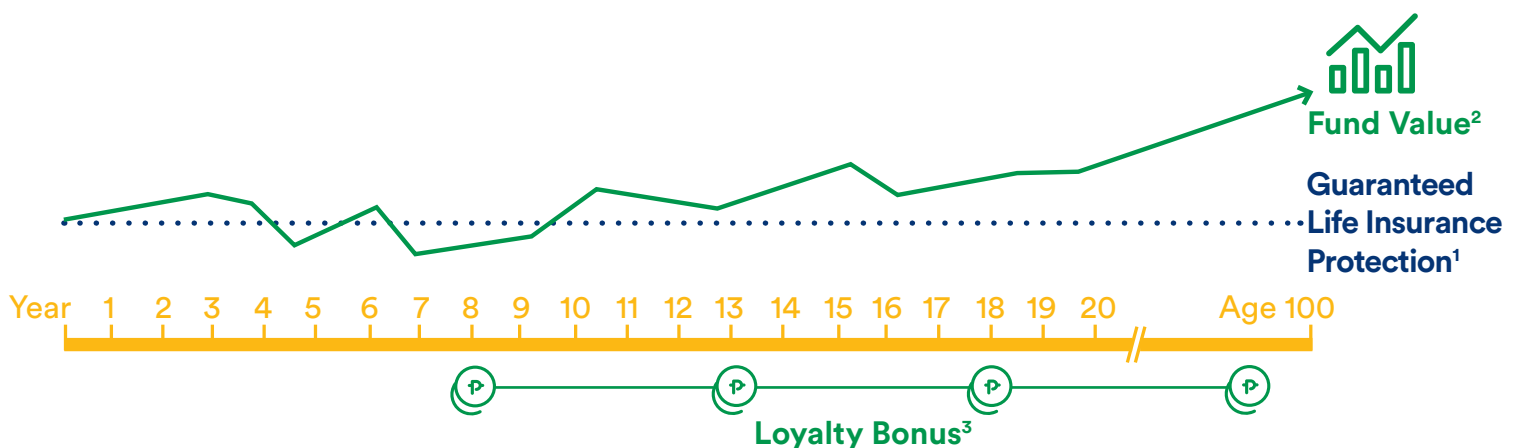 Fund Value²
Guaranteed
Life Insurance
Protection¹
Year 1 2 3 4 5 6 7 8 9 10 11 12 13 14 15 16 17 18 19 20 Age 100
₱ ₱ ₱ ₱
Loyalty Bonus³